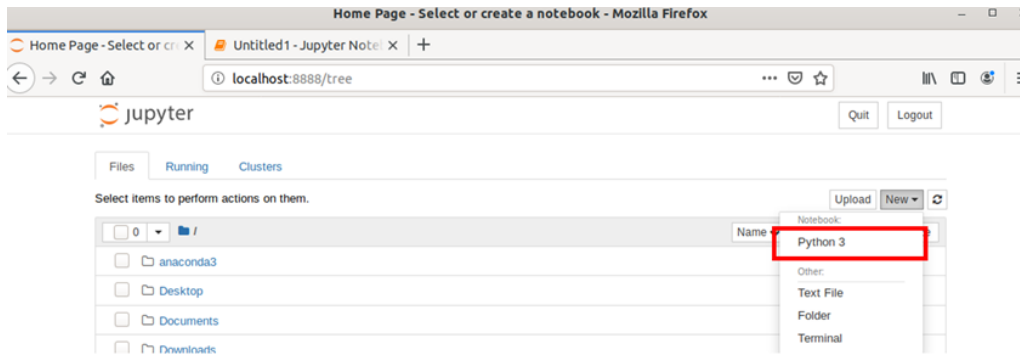 Home Page - Select or create a notebook - Mozilla Firefox
Home Page - Select or cr
Untitled1 - Jupyter Note
localhost:8888/tree
jupyter
Quit
Logout
Files
Running
Clusters
Select items to perform actions on them.
Upload
New
0
/
Name
Notebook:
Python 3
anaconda3
Other:
Desktop
Text File
Documents
Folder
Terminal
Downloads